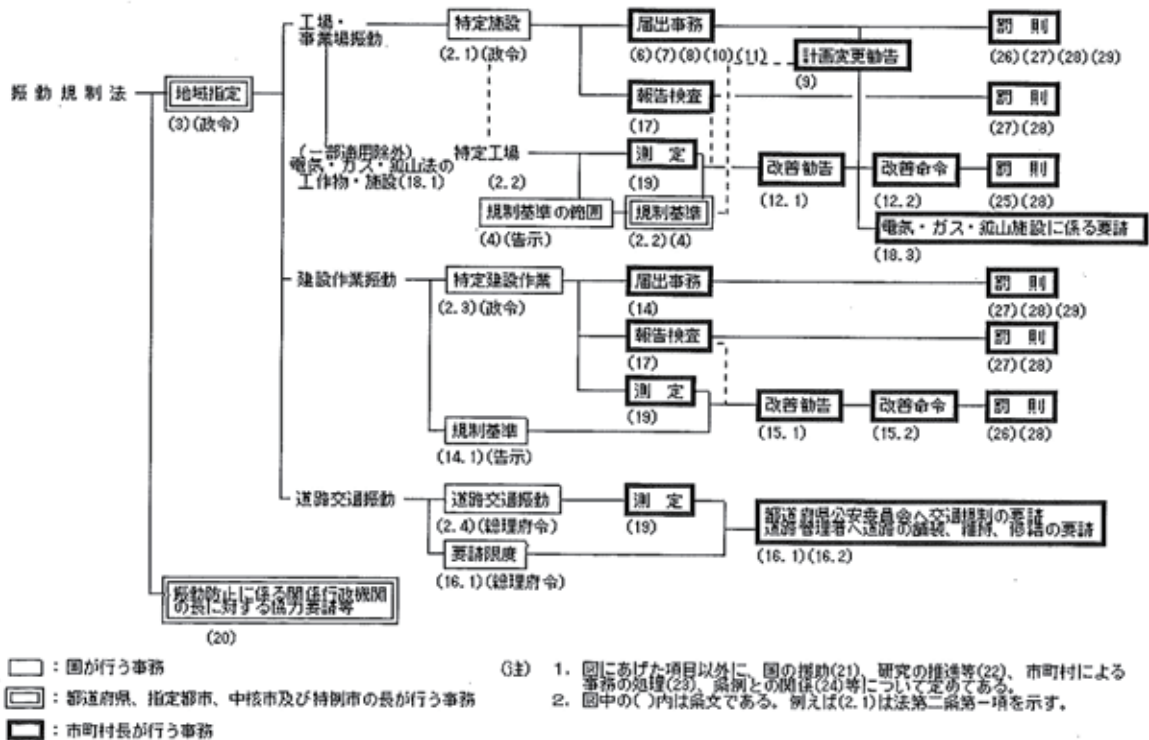 振動規制法
地域指定
(3)(政令)
工場・
事業場振動
特定施設
(2.1)(政令)
届出事務
(6)(7)(8)(10)(11)
計画変更勧告
(9)
罰 則
(26)(27)(28)(29)
報告検査
(17)
罰 則
(27)(28)
(一部適用除外)
電気・ガス・鉱山法の
工作物・施設(18.1)
特定工場
(2.2)
測 定
(19)
改善勧告
(12.1)
改善命令
(12.2)
罰 則
(25)(28)
規制基準の範囲
(4)(告示)
規制基準
(2.2)(4)
電気・ガス・鉱山施設に係る要請
(18.3)
建設作業振動
特定建設作業
(2.3)(政令)
届出事務
(14)
罰 則
(27)(28)(29)
報告検査
(17)
罰 則
(27)(28)
測 定
(19)
改善勧告
(15.1)
改善命令
(15.2)
罰 則
(26)(28)
規制基準
(14.1)(告示)
道路交通振動
道路交通振動
(2.4)(総理府令)
測 定
(19)
都道府県公安委員会へ交通規制の要請
道路管理者へ道路の舗装、維持、修繕の要請
(16.1)(16.2)
要請限度
(16.1)(総理府令)
振動防止に係る関係行政機関
の長に対する協力要請等
(20)
：国が行う事務
：都道府県、指定都市、中核市及び特例市の長が行う事務
：市町村長が行う事務
(注) 1. 図にあげた項目以外に、国の援助(21)、研究の推進等(22)、市町村による
事務の処理(23)、条例との関係(24)等について定めてある。
2. 図中の( )内は条文である。例えば(2.1)は法第二条第一項を示す。